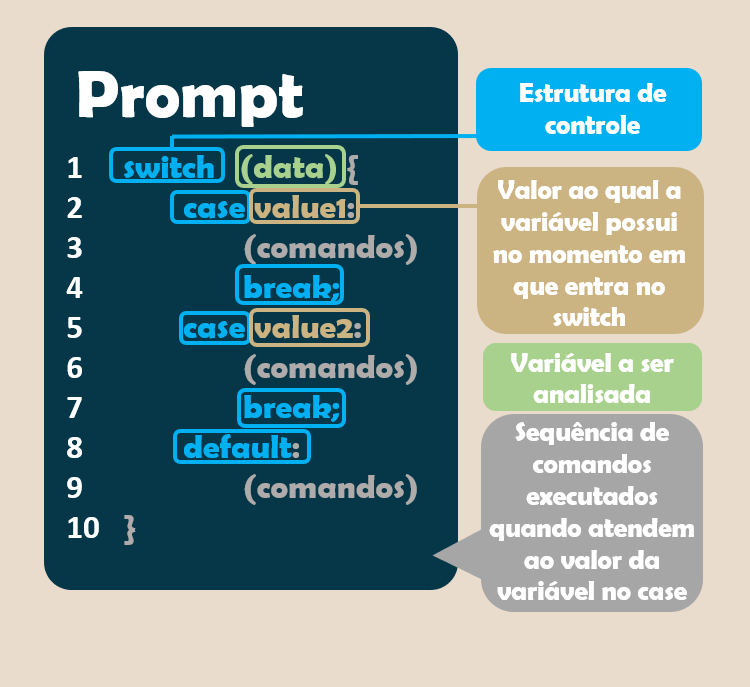 Prompt
1 switch (data) {
2 case value1:
3 (comandos)
4 break;
5 case value2:
6 (comandos)
7 break;
8 default:
9 (comandos)
10 }
Estrutura de
controle
Valor ao qual a
variável possui
no momento em
que entra no
switch
Variável a ser
analisada
Sequência de
comandos
executados
quando atendem
ao valor da
variável no case